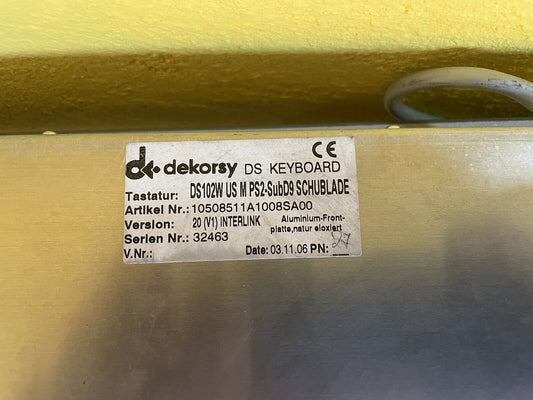 dekorsy DS KEYBOARD CE
Tastatur: DS102W US M PS2-SubD9 SCHUBLADE
Artikel Nr.: 10508511A1008SA00
Version: 20 (V1) INTERLINK Aluminium-Front-
platte,natur eloxiert
Serien Nr.: 32463
V.Nr.: Date: 03.11.06 PN: 27